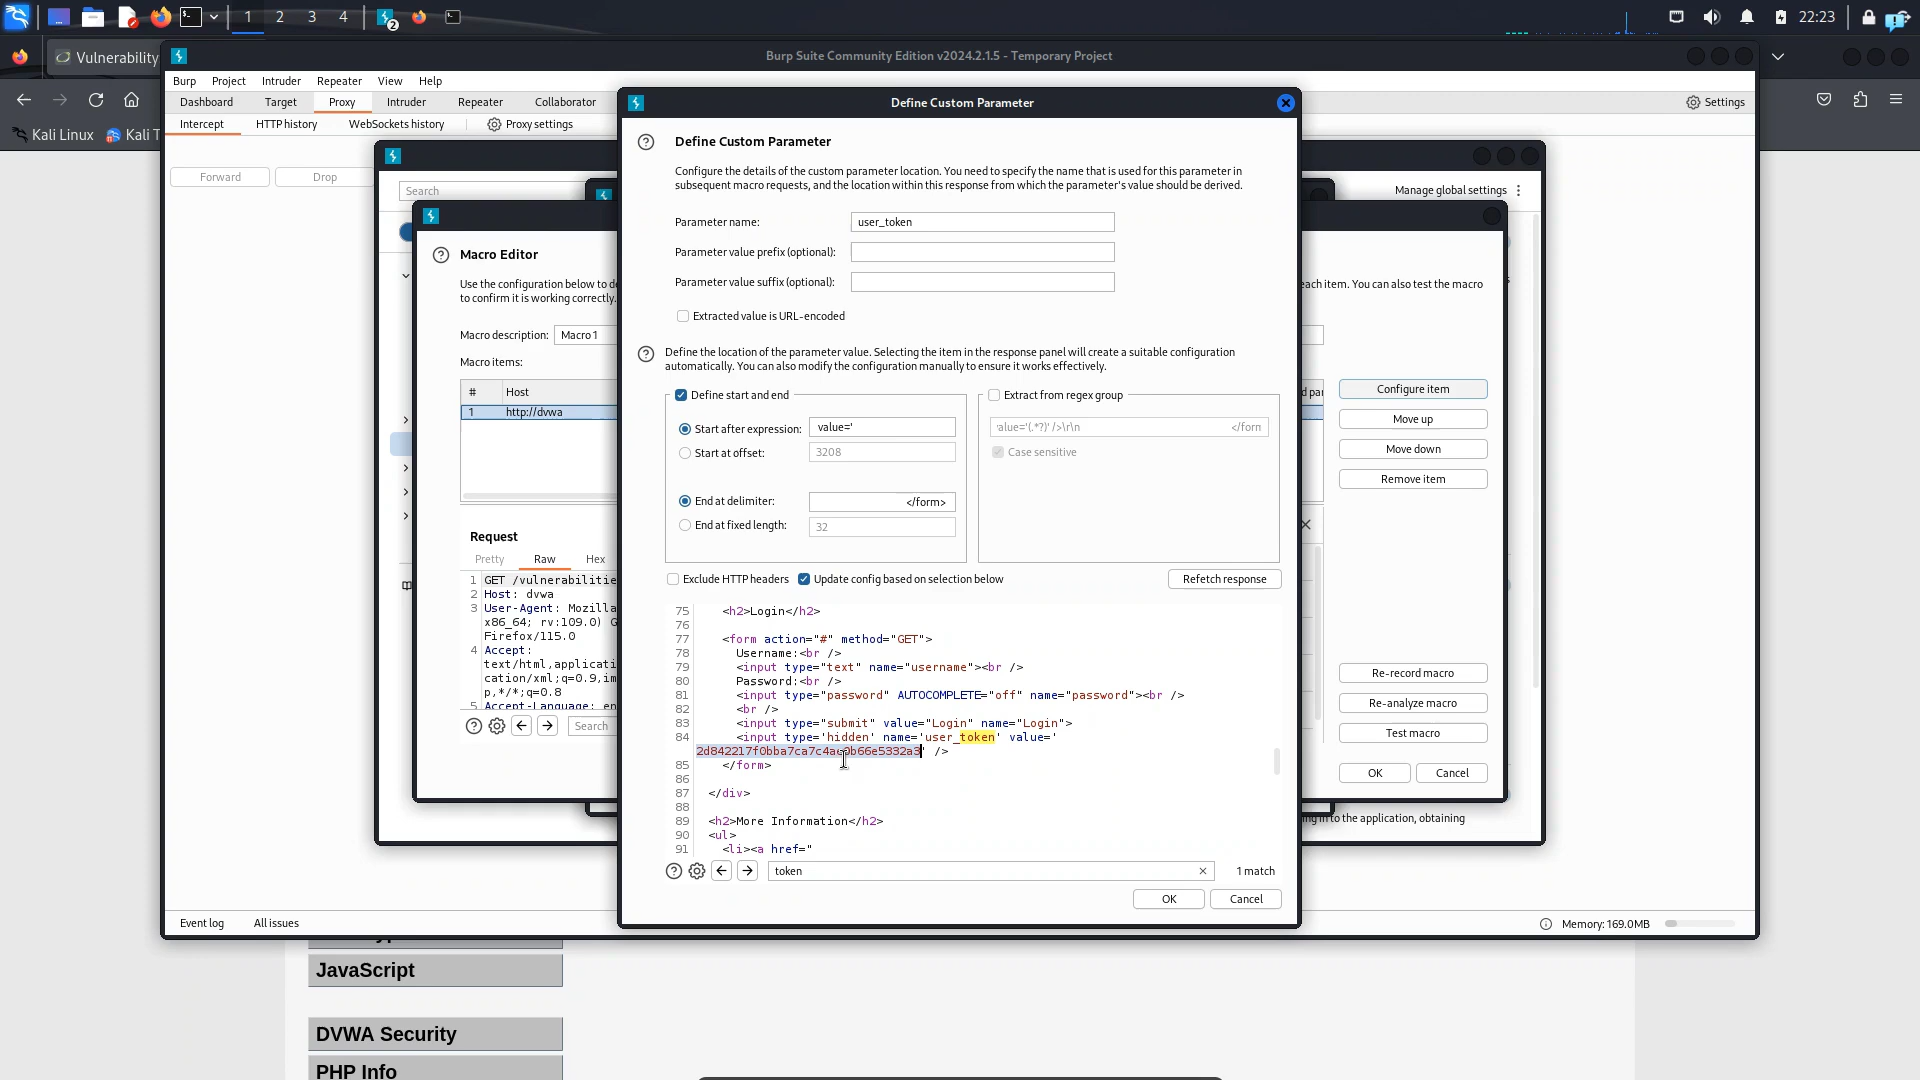 1
2
3
4
2
22:23
Vulnerability
Burp Suite Community Edition v2024.2.1.5 - Temporary Project
Burp
Project
Intruder
Repeater
View
Help
Define Custom Parameter
Dashboard
Target
Proxy
Intruder
Repeater
Collaborator
Settings
Intercept
HTTP history
WebSockets history
Proxy settings
Kali Linux
Kali T
Forward
Drop
Search
Manage global settings
Define Custom Parameter
Configure the details of the custom parameter location. You need to specify the name that is used for this parameter in
subsequent macro requests, and the location within this response from which the parameter's value should be derived.
Parameter name:
user_token
Parameter value prefix (optional):
Parameter value suffix (optional):
Extracted value is URL-encoded
Define the location of the parameter value. Selecting the item in the response panel will create a suitable configuration
automatically. You can also modify the configuration manually to ensure it works effectively.
Define start and end
Start after expression:
value='
Start at offset:
3208
End at delimiter:
</form>
End at fixed length:
32
Extract from regex group
value='(.*?)' />\r\n
</form
Case sensitive
Exclude HTTP headers
Update config based on selection below
Refetch response
75 <h2>Login</h2>
76
77 <form action="#" method="GET">
78 Username:<br />
79 <input type="text" name="username"><br />
80 Password:<br />
81 <input type="password" AUTOCOMPLETE="off" name="password"><br />
82 <br />
83 <input type="submit" value="Login" name="Login">
84 <input type='hidden' name='user_token' value='
2d842217f0bba7ca7c4ae0b66e5332a3' />
85 </form>
86
87 </div>
88
89 <h2>More Information</h2>
90 <ul>
91 <li><a href="
token
1 match
OK
Cancel
Macro Editor
Use the configuration below to de
to confirm it is working correctly.
each item. You can also test the macro
Macro description:
Macro 1
Macro items:
#
Host
d par
1
http://dvwa
Configure item
Move up
Move down
Remove item
Request
Pretty
Raw
Hex
1 GET /vulnerabilitie
2 Host: dvwa
3 User-Agent: Mozilla
x86_64; rv:109.0) G
Firefox/115.0
4 Accept:
text/html,applicati
cation/xml;q=0.9,im
p,*/*;q=0.8
5 Accept-Language: en
Search
Re-record macro
Re-analyze macro
Test macro
OK
Cancel
ng in to the application, obtaining
Event log
All issues
Memory: 169.0MB
JavaScript
DVWA Security
PHP Info